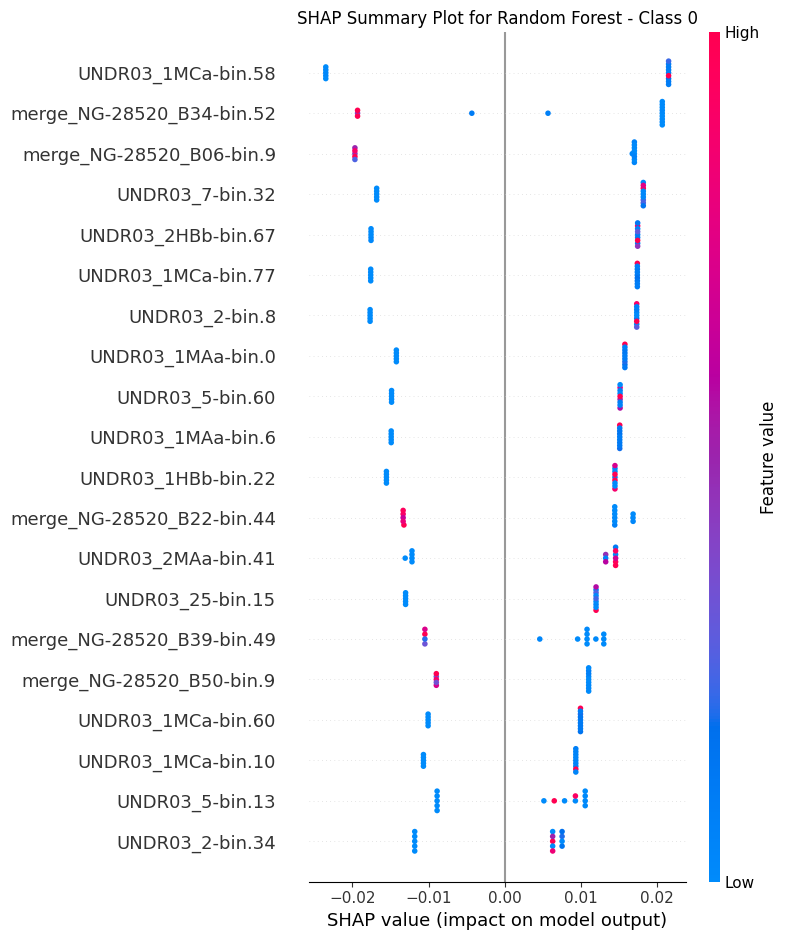 SHAP Summary Plot for Random Forest - Class 0
High
UNDR03_1MCa-bin.58
merge_NG-28520_B34-bin.52
merge_NG-28520_B06-bin.9
UNDR03_7-bin.32
UNDR03_2HBb-bin.67
UNDR03_1MCa-bin.77
UNDR03_2-bin.8
UNDR03_1MAa-bin.0
UNDR03_5-bin.60
UNDR03_1MAa-bin.6
UNDR03_1HBb-bin.22
merge_NG-28520_B22-bin.44
UNDR03_2MAa-bin.41
UNDR03_25-bin.15
merge_NG-28520_B39-bin.49
merge_NG-28520_B50-bin.9
UNDR03_1MCa-bin.60
UNDR03_1MCa-bin.10
UNDR03_5-bin.13
UNDR03_2-bin.34
Feature value
Low
−0.02 −0.01 0.00 0.01 0.02
SHAP value (impact on model output)